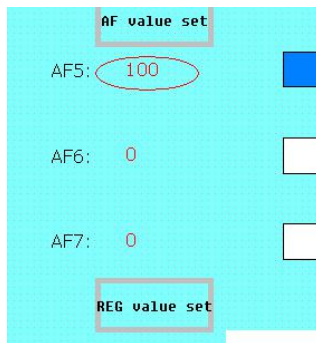 AF value set
AF5: 100
AF6: 0
AF7: 0
REG value set